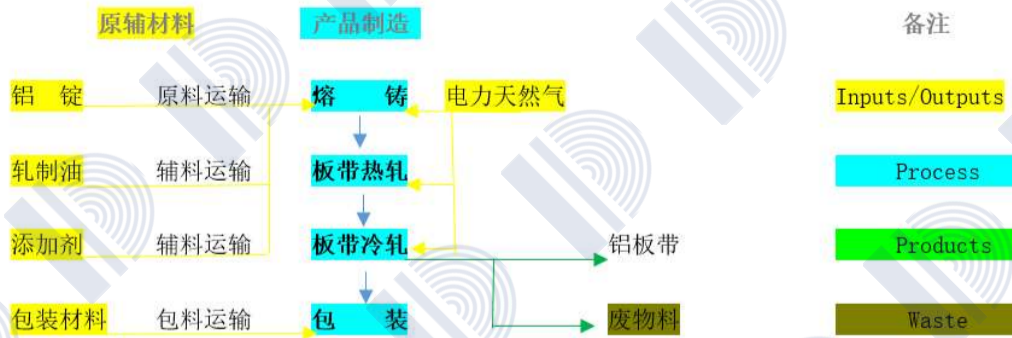 原辅材料 产品制造 备注
铝 锭 原料运输 熔 铸 电力天然气 Inputs/Outputs
轧制油 辅料运输 板带热轧 Process
添加剂 辅料运输 板带冷轧 铝板带 Products
包装材料 包料运输 包 装 废物料 Waste